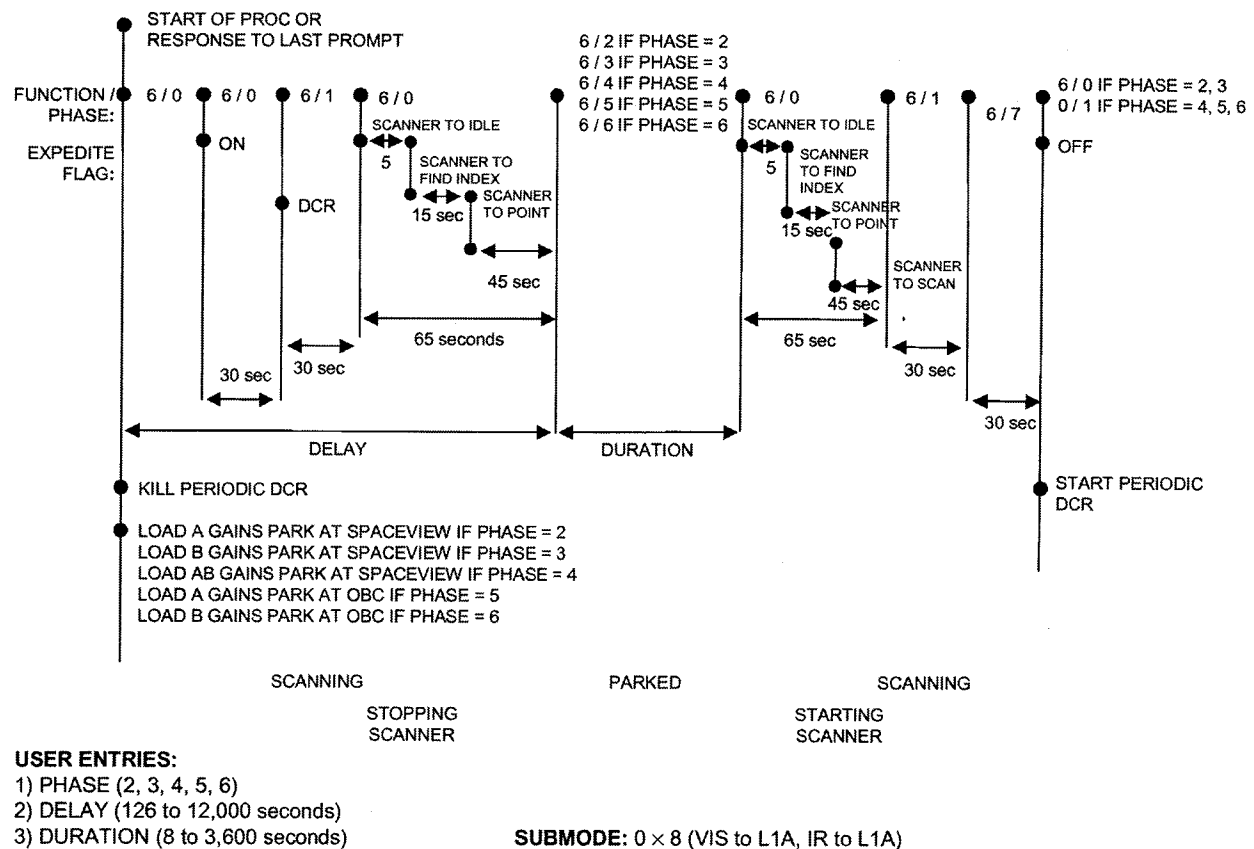 START OF PROC OR
RESPONSE TO LAST PROMPT
6 / 2 IF PHASE = 2
6 / 3 IF PHASE = 3
6 / 4 IF PHASE = 4
6 / 5 IF PHASE = 5
6 / 6 IF PHASE = 6
FUNCTION /
PHASE:
6 / 0
6 / 0
6 / 1
6 / 0
6 / 0
6 / 1
6 / 7
6 / 0 IF PHASE = 2, 3
0 / 1 IF PHASE = 4, 5, 6
EXPEDITE
FLAG:
ON
DCR
SCANNER TO IDLE
5
SCANNER TO
FIND INDEX
15 sec
SCANNER
TO POINT
45 sec
SCANNER TO IDLE
5
SCANNER
TO FIND
INDEX
15 sec
SCANNER
TO POINT
SCANNER
TO SCAN
45 sec
OFF
65 seconds
65 sec
30 sec
30 sec
30 sec
30 sec
DELAY
DURATION
KILL PERIODIC DCR
START PERIODIC
DCR
LOAD A GAINS PARK AT SPACEVIEW IF PHASE = 2
LOAD B GAINS PARK AT SPACEVIEW IF PHASE = 3
LOAD AB GAINS PARK AT SPACEVIEW IF PHASE = 4
LOAD A GAINS PARK AT OBC IF PHASE = 5
LOAD B GAINS PARK AT OBC IF PHASE = 6
SCANNING
PARKED
SCANNING
STOPPING
SCANNER
STARTING
SCANNER
USER ENTRIES:
1) PHASE (2, 3, 4, 5, 6)
2) DELAY (126 to 12,000 seconds)
3) DURATION (8 to 3,600 seconds)
SUBMODE: 0 × 8 (VIS to L1A, IR to L1A)